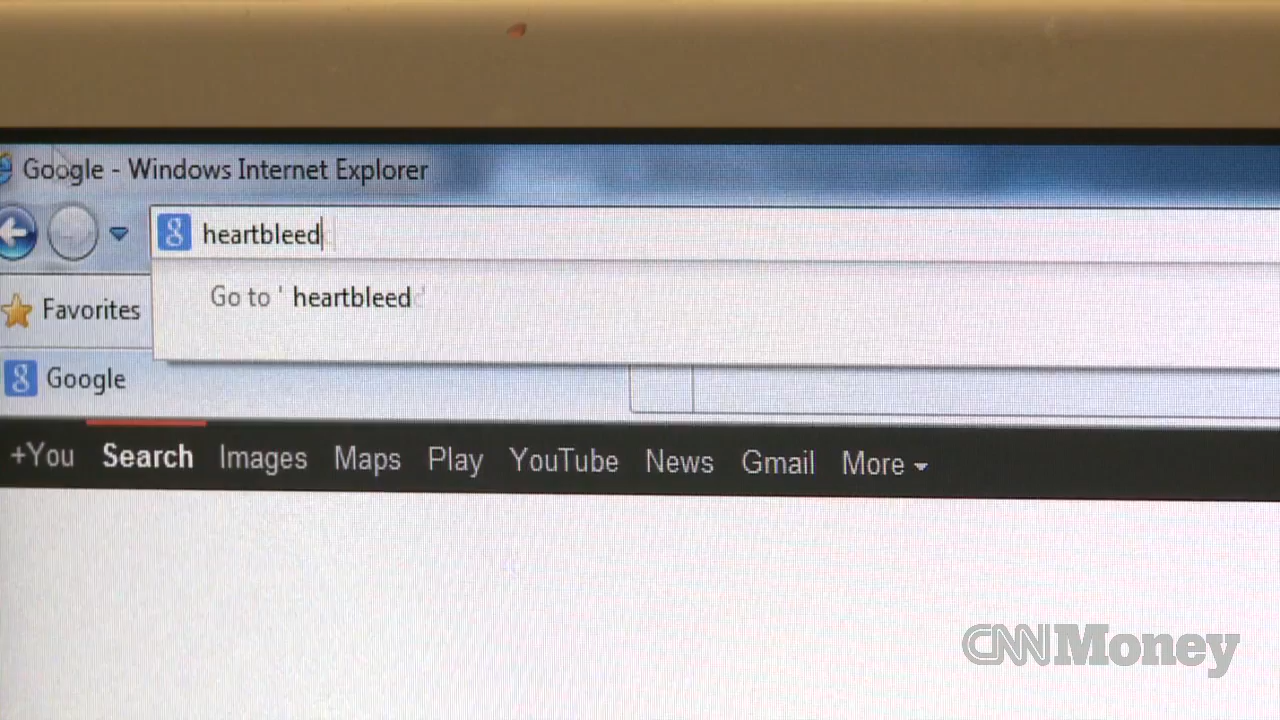 Google - Windows Internet Explorer
g heartbleed
Go to ' heartbleed '
Favorites
g Google
+You Search Images Maps Play YouTube News Gmail More
CNNMoney